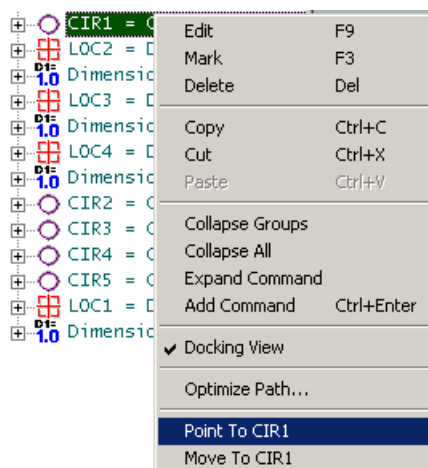 CIR1 = C
LOC2 = D
D1= 1.0 Dimensio
LOC3 = D
D1= 1.0 Dimensio
LOC4 = D
D1= 1.0 Dimensio
CIR2 = C
CIR3 = C
CIR4 = C
CIR5 = C
LOC1 = D
D1= 1.0 Dimensio
Edit F9
Mark F3
Delete Del
Copy Ctrl+C
Cut Ctrl+X
Paste Ctrl+V
Collapse Groups
Collapse All
Expand Command
Add Command Ctrl+Enter
Docking View
Optimize Path...
Point To CIR1
Move To CIR1